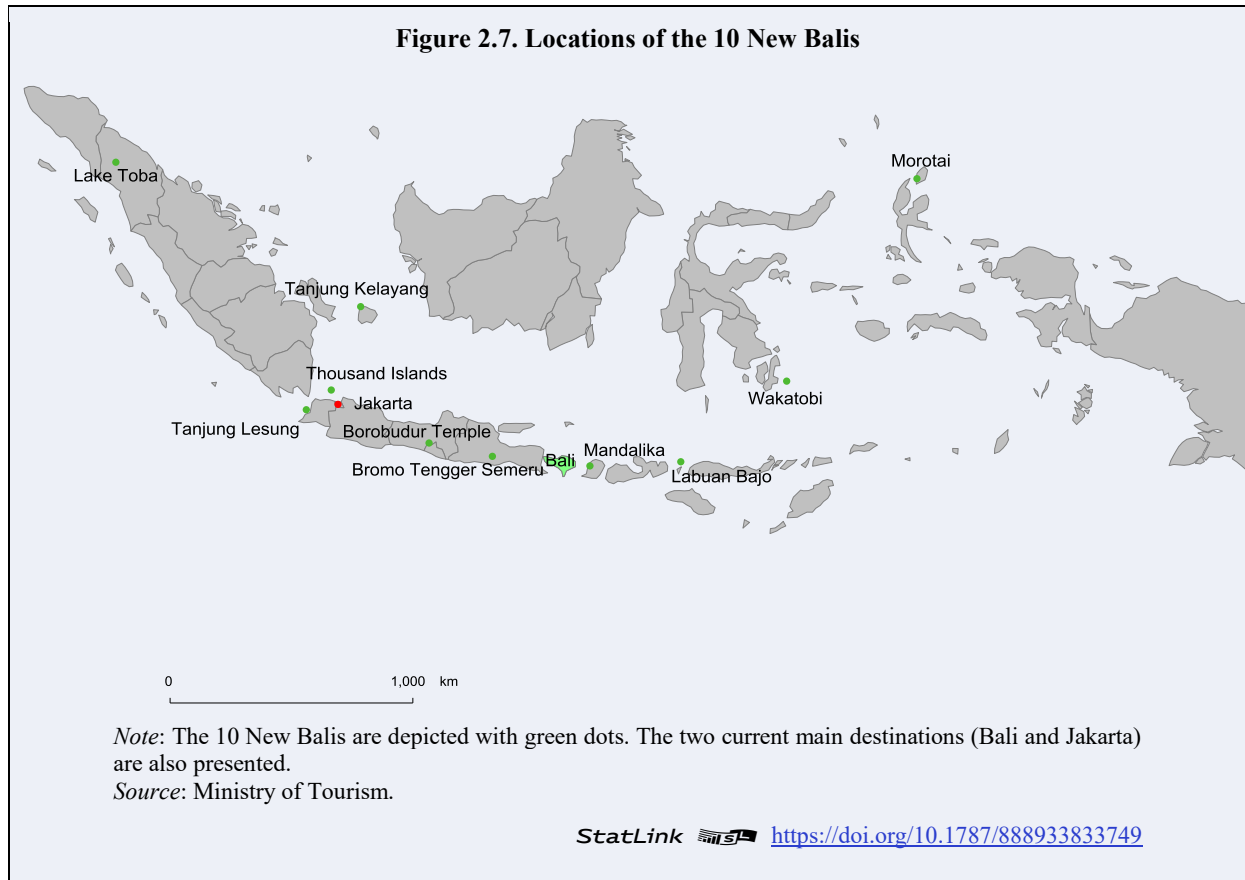 Figure 2.7. Locations of the 10 New Balis
Morotai
Lake Toba
Tanjung Kelayang
Thousand Islands
Jakarta
Wakatobi
Tanjung Lesung
Borobudur Temple
Bali
Mandalika
Bromo Tengger Semeru
Labuan Bajo
0 1,000 km
Note: The 10 New Balis are depicted with green dots. The two current main destinations (Bali and Jakarta)
are also presented.
Source: Ministry of Tourism.
StatLink https://doi.org/10.1787/888933833749